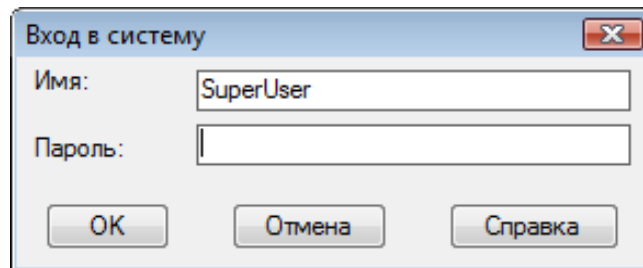 Вход в систему
Имя: SuperUser
Пароль:
OK Отмена Справка